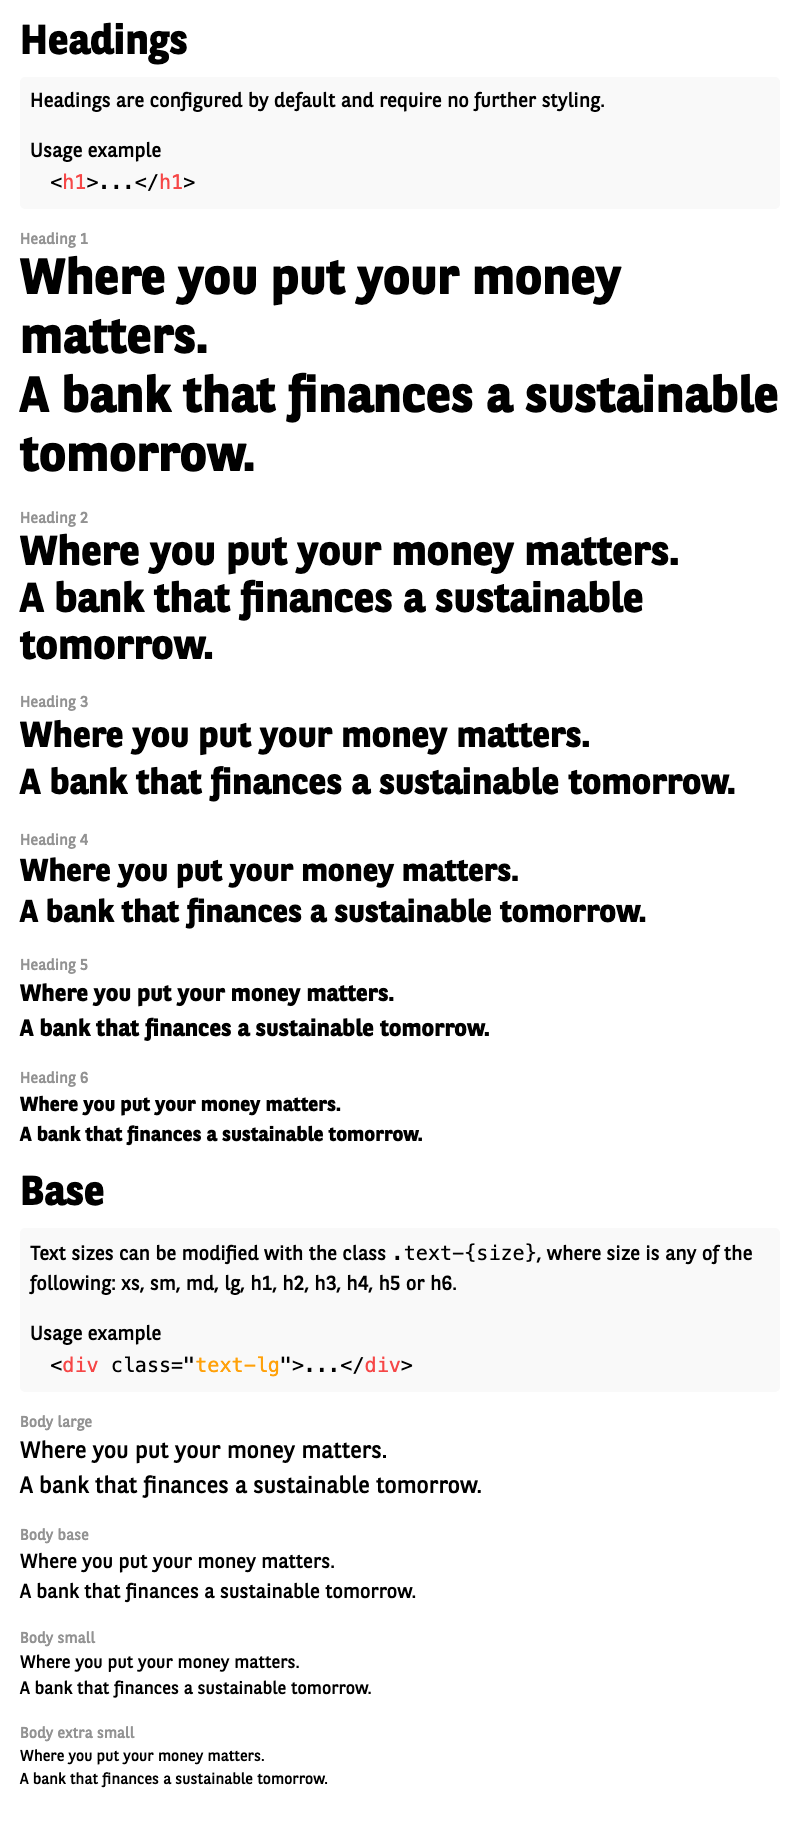 Headings
Headings are configured by default and require no further styling.
Usage example
<h1>...</h1>
Heading 1
Where you put your money
matters.
A bank that finances a sustainable
tomorrow.
Heading 2
Where you put your money matters.
A bank that finances a sustainable
tomorrow.
Heading 3
Where you put your money matters.
A bank that finances a sustainable tomorrow.
Heading 4
Where you put your money matters.
A bank that finances a sustainable tomorrow.
Heading 5
Where you put your money matters.
A bank that finances a sustainable tomorrow.
Heading 6
Where you put your money matters.
A bank that finances a sustainable tomorrow.
Base
Text sizes can be modified with the class .text-{size}, where size is any of the
following: xs, sm, md, lg, h1, h2, h3, h4, h5 or h6.
Usage example
<div class="text-lg">...</div>
Body large
Where you put your money matters.
A bank that finances a sustainable tomorrow.
Body base
Where you put your money matters.
A bank that finances a sustainable tomorrow.
Body small
Where you put your money matters.
A bank that finances a sustainable tomorrow.
Body extra small
Where you put your money matters.
A bank that finances a sustainable tomorrow.